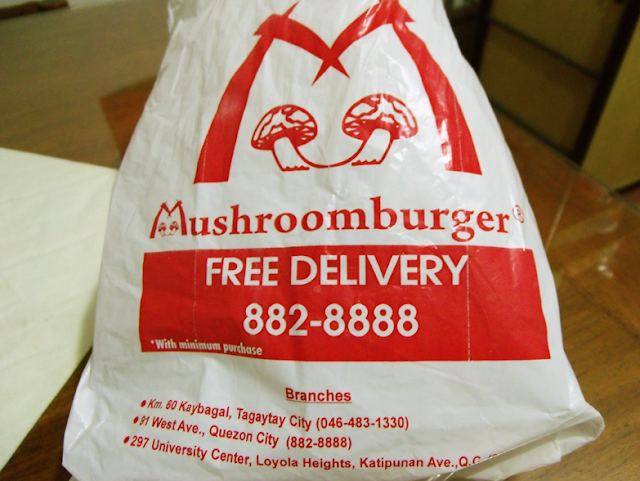 Mushroomburger®
FREE DELIVERY
882-8888
*With minimum purchase
Branches
•Km. 60 Kaybagal, Tagaytay City (046-483-1330)
•91 West Ave., Quezon City (882-8888)
•297 University Center, Loyola Heights, Katipunan Ave.,Q.C.